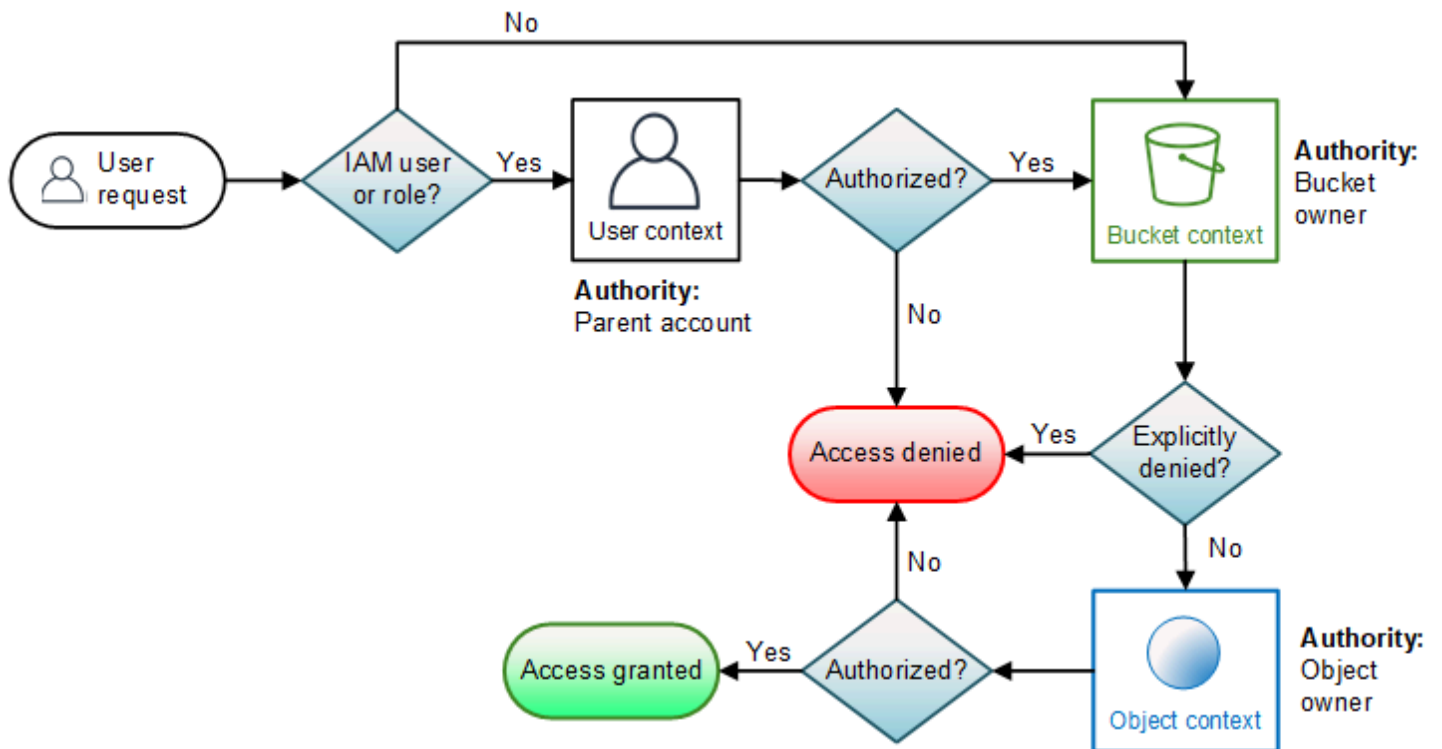 No
User
request
IAM user
or role?
Yes
User context
Authority:
Parent account
Authorized?
Yes
No
Bucket context
Authority:
Bucket
owner
Access denied
Yes
Explicitly
denied?
No
No
Access granted
Yes
Authorized?
Object context
Authority:
Object
owner